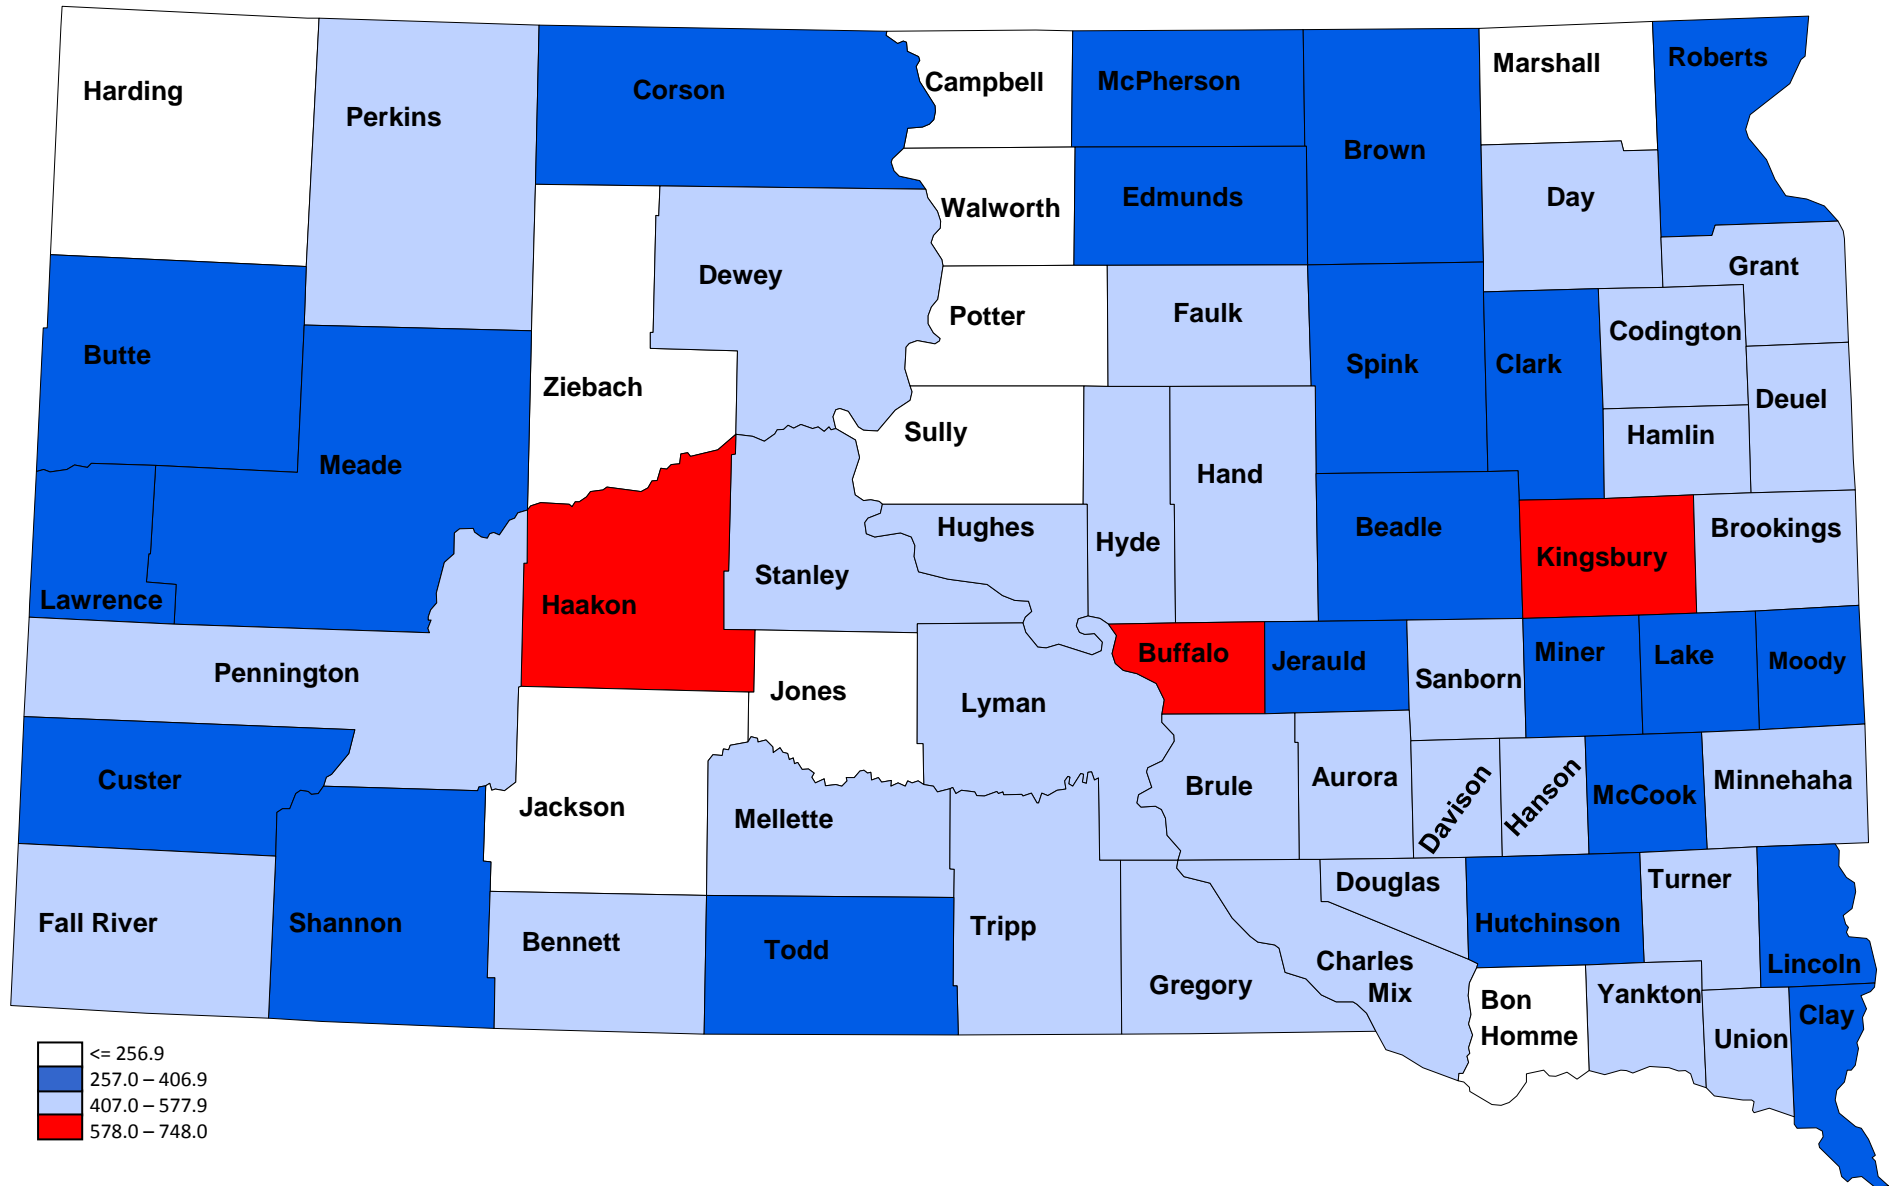 Harding
Perkins
Corson
Campbell
McPherson
Brown
Marshall
Roberts
Walworth
Edmunds
Day
Dewey
Grant
Butte
Ziebach
Potter
Faulk
Spink
Clark
Codington
Deuel
Meade
Sully
Hand
Hamlin
Hughes
Hyde
Beadle
Kingsbury
Brookings
Lawrence
Haakon
Stanley
Pennington
Jones
Lyman
Buffalo
Jerauld
Sanborn
Miner
Lake
Moody
Custer
Jackson
Mellette
Brule
Aurora
Davison
Hanson
McCook
Minnehaha
Fall River
Shannon
Bennett
Todd
Tripp
Gregory
Douglas
Charles
Mix
Hutchinson
Turner
Lincoln
Bon
Homme
Yankton
Union
Clay
<= 256.9
257.0 – 406.9
407.0 – 577.9
578.0 – 748.0